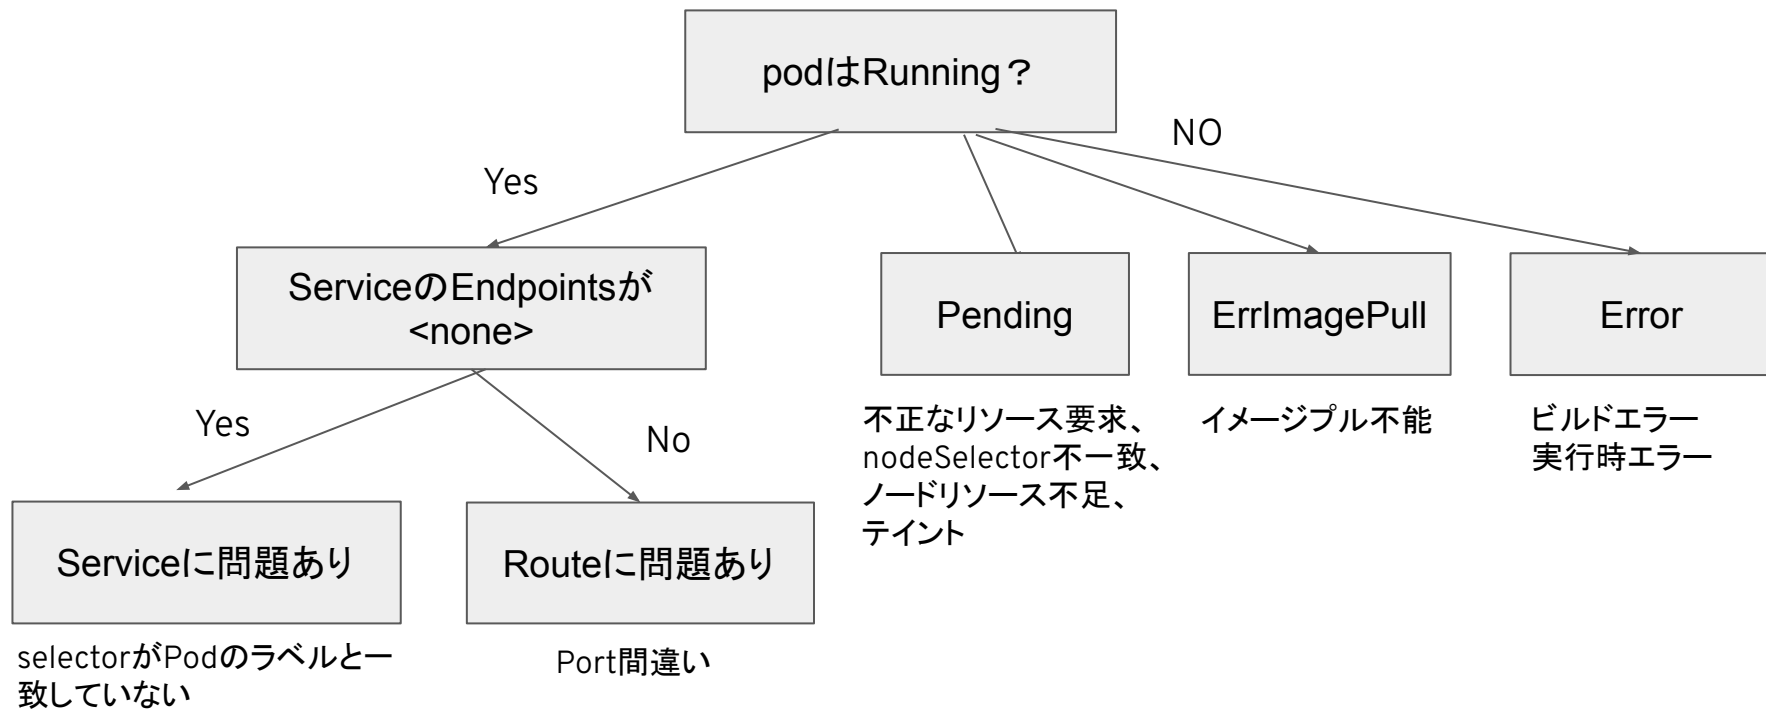 podはRunning？
NO
Yes
ServiceのEndpointsが
<none>
Pending
ErrImagePull
Error
不正なリソース要求、
nodeSelector不一致、
ノードリソース不足、
テイント
イメージプル不能
ビルドエラー
実行時エラー
Yes
No
Serviceに問題あり
Routeに問題あり
selectorがPodのラベルと一
致していない
Port間違い